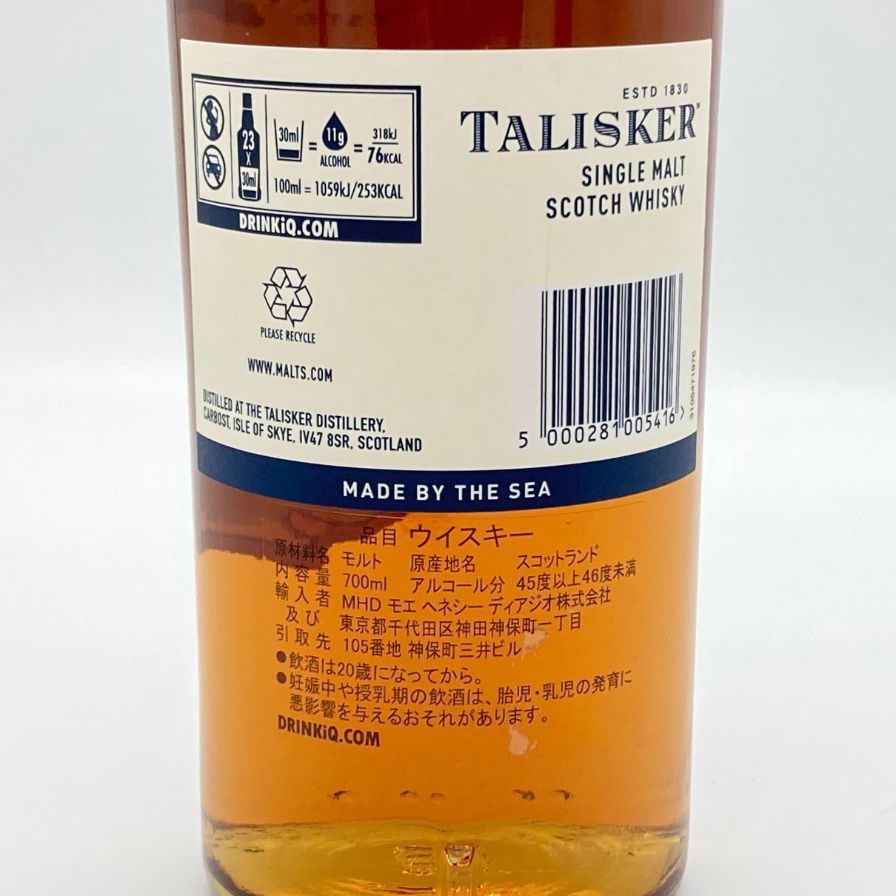 23
X
30ml
30ml
=
11g
ALCOHOL
=
318kJ
76KCAL
100ml = 1059kJ/253KCAL
DRINKiQ.COM
ESTD 1830
TALISKER
SINGLE MALT
SCOTCH WHISKY
PLEASE RECYCLE
WWW.MALTS.COM
DISTILLED AT THE TALISKER DISTILLERY,
CARBOST, ISLE OF SKYE, IV47 8SR, SCOTLAND
5 000281 005416 >
3105471976
MADE BY THE SEA
品目 ウイスキー
原材料名 モルト 原産地名 スコットランド
内容量 700ml アルコール分 45度以上46度未満
輸入者 MHD モエ ヘネシー ディアジオ株式会社
及び 東京都千代田区神田神保町一丁目
引取先 105番地 神保町三井ビル
●飲酒は20歳になってから。
●妊娠中や授乳期の飲酒は、胎児・乳児の発育に
悪影響を与えるおそれがあります。
DRINKiQ.COM